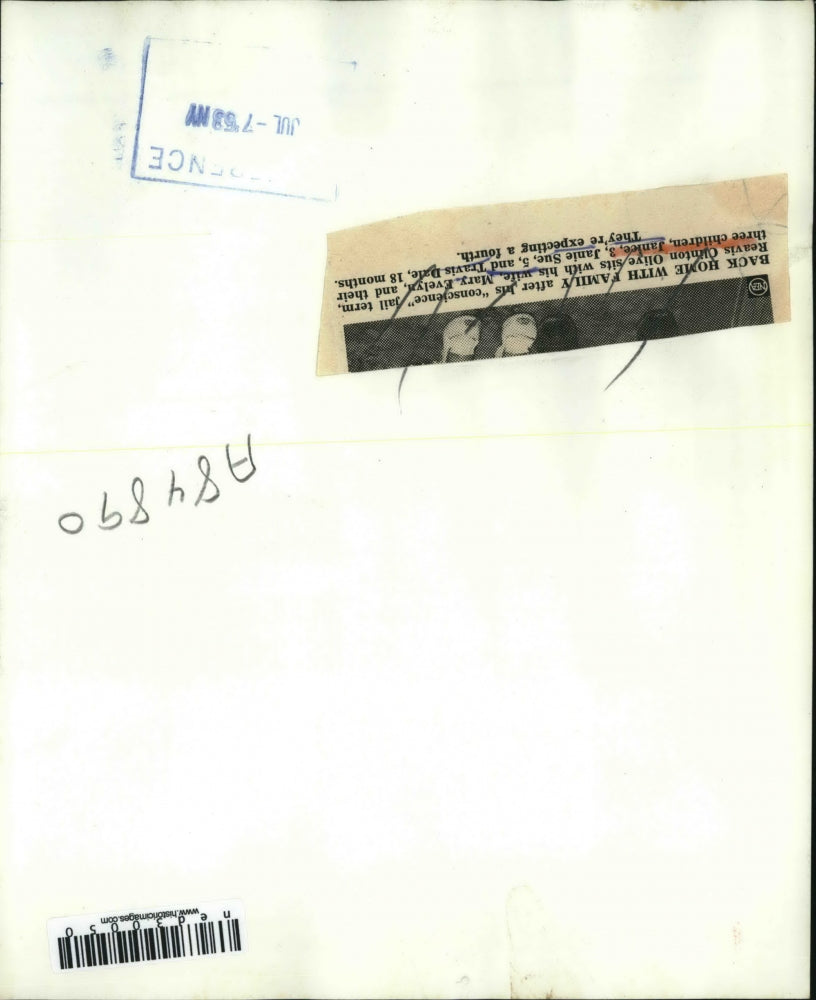 ned30050
www.historicimages.com
A84890
NEA
BACK HOME WITH FAMILY after his “conscience” jail term,
Reavis Clinton Olive sits with his wife, Mary Evelyn, and their
three children, Janice, 3, Janie Sue, 5, and Travis Dale, 18 months.
They’re expecting a fourth.
JUL -7 '53 NY